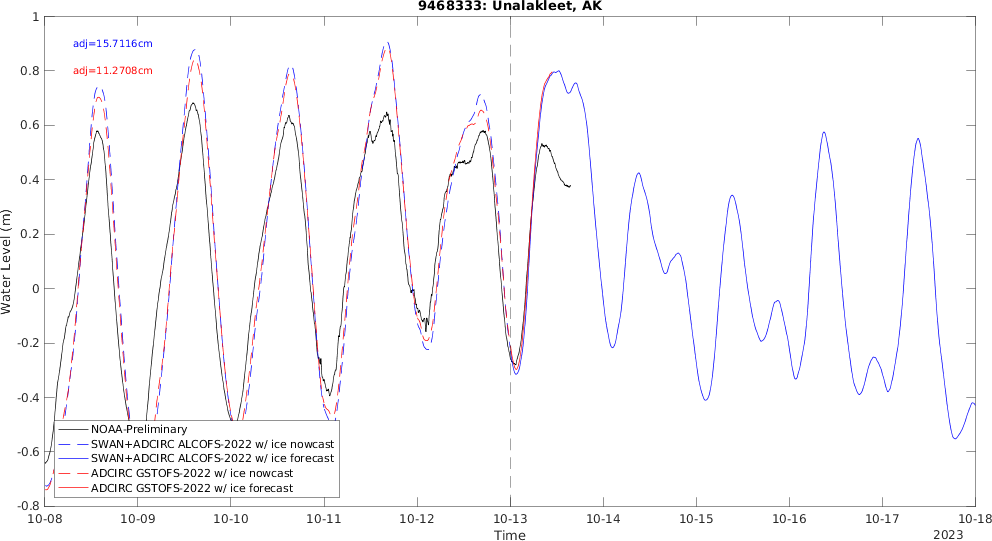 9468333: Unalakleet, AK
1
0.8
0.6
0.4
0.2
0
-0.2
-0.4
-0.6
-0.8
Water Level (m)
adj=15.7116cm
adj=11.2708cm
NOAA-Preliminary
SWAN+ADCIRC ALCOFS-2022 w/ ice nowcast
SWAN+ADCIRC ALCOFS-2022 w/ ice forecast
ADCIRC GSTOFS-2022 w/ ice nowcast
ADCIRC GSTOFS-2022 w/ ice forecast
10-08 10-09 10-10 10-11 10-12 10-13 10-14 10-15 10-16 10-17 10-18
Time
2023